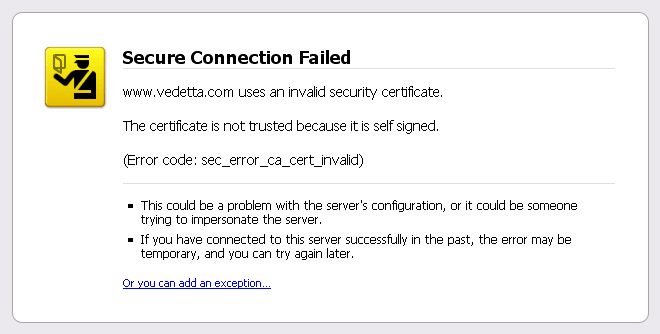 Secure Connection Failed
www.vedetta.com uses an invalid security certificate.
The certificate is not trusted because it is self signed.
(Error code: sec_error_ca_cert_invalid)
This could be a problem with the server's configuration, or it could be someone
trying to impersonate the server.
If you have connected to this server successfully in the past, the error may be
temporary, and you can try again later.
Or you can add an exception...